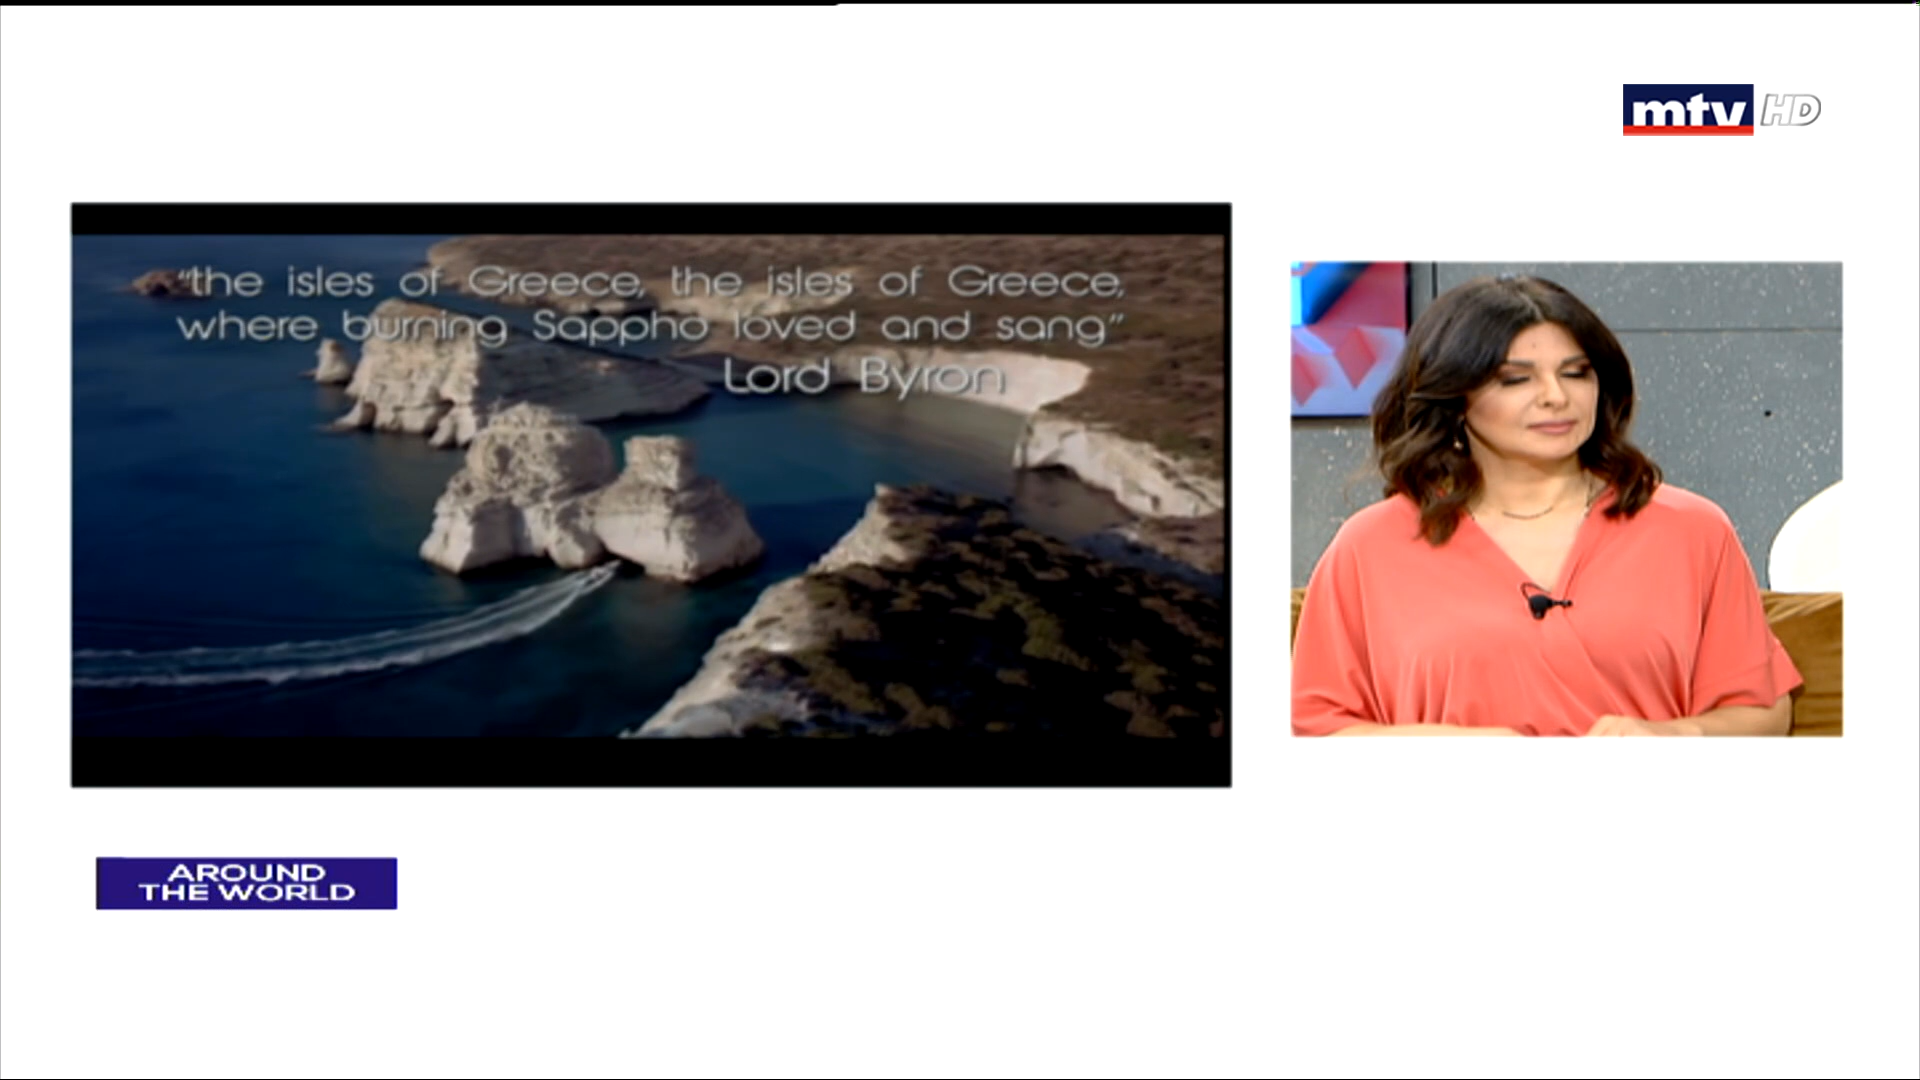 mtv HD
“the isles of Greece, the isles of Greece,
where burning Sappho loved and sang”
Lord Byron
AROUND
THE WORLD